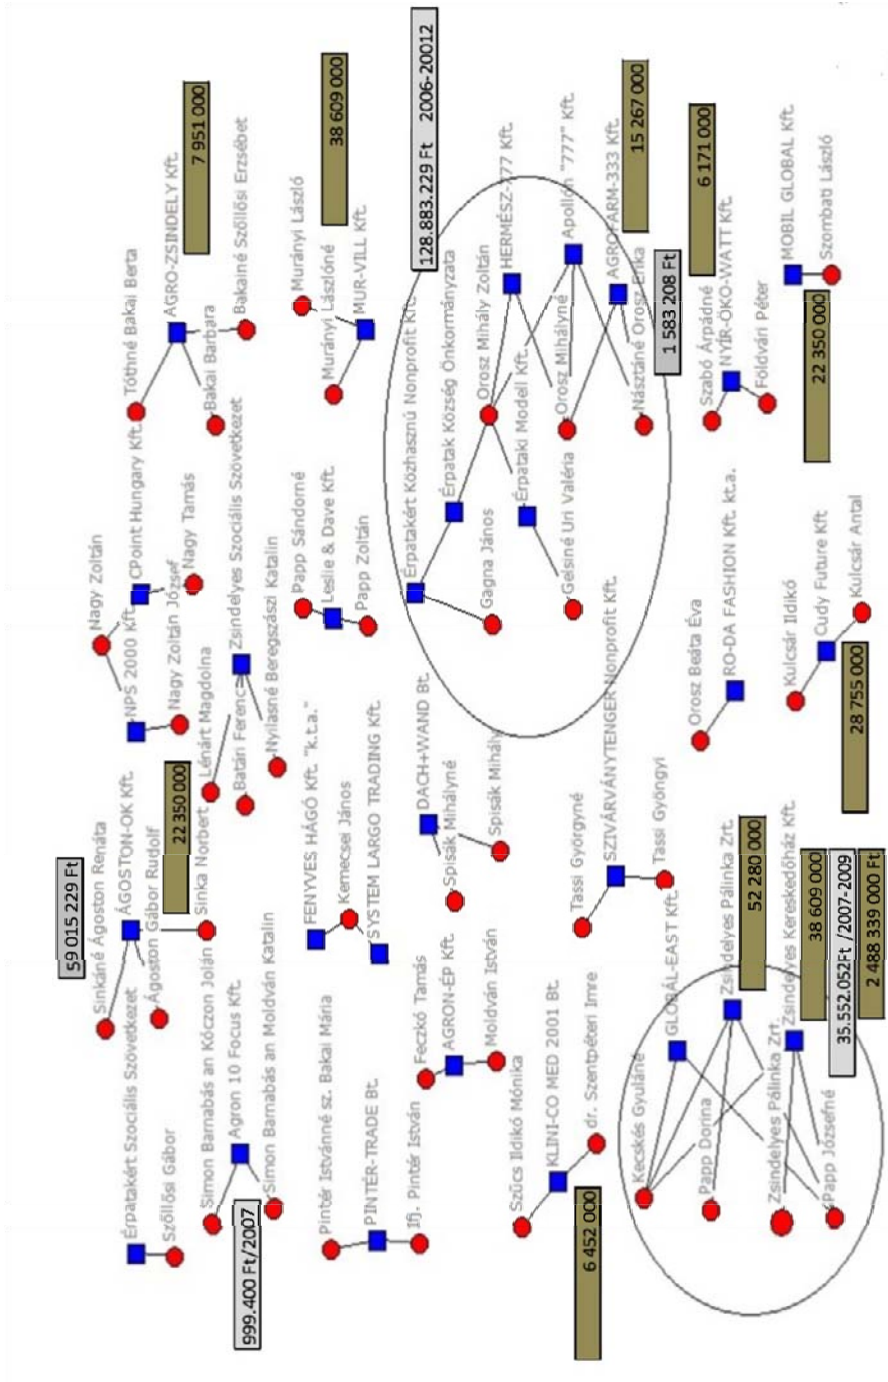 59 015 229 Ft
Sinkáné Ágoston Renáta
ÁGOSTON-OK Kft.
Ágoston Gábor Rudolf
22 350 000
Sinka Norbert
Érpatakért Szociális Szövetkezet
Szőllősi Gábor
Simon Barnabás an Kóczon Jolán
Agron 10 Focus Kft.
Simon Barnabás an Moldván Katalin
999.400 Ft/2007
Nagy Zoltán
NPS 2000 Kft.
CPoint Hungary Kft.
Nagy Zoltán József
Nagy Tamás
Tóthné Bakai Berta
AGRO-ZSINDELY Kft.
7 951 000
Bakai Barbara
Bakainé Szőllősi Erzsébet
Lénárt Magdolna
Zsindelyes Szociális Szövetkezet
Batári Ferenc
Nyilasné Beregszászi Katalin
Murányi László
38 609 000
Murányi Lászlóné
MUR-VILL Kft.
Papp Sándorné
Leslie & Dave Kft.
Papp Zoltán
FENYVES HÁGÓ Kft. "k.t.a."
Kemecsei János
SYSTEM LARGO TRADING Kft.
Pintér Istvánné sz. Bakai Mária
PINTÉR-TRADE Bt.
Ifj. Pintér István
Feczkó Tamás
AGRON-ÉP Kft.
Moldván István
DACH+WAND Bt.
Spisák Mihályné
Spisák Mihály
128.883.229 Ft 2006-20012
Érpatakért Közhasznú Nonprofit Kft.
Érpatak Község Önkormányzata
Orosz Mihály Zoltán
HERMÉSZ-777 Kft.
Gagna János
Érpataki Modell Kft.
Orosz Mihályné
Apollón "777" Kft.
Gelsiné Uri Valéria
AGROFARM-333 Kft.
15 267 000
Násztáné Orosz Erika
1 583 208 Ft
Szűcs Ildikó Mónika
KLINI-CO MED 2001 Bt.
dr. Szentpéteri Imre
6 452 000
Tassi Györgyné
SZIVÁRVÁNYTENGER Nonprofit Kft.
Tassi Gyöngyi
6 171 000
Szabó Árpádné
NYÍR-ÖKO-WATT Kft.
Földvári Péter
Orosz Beáta Éva
RO-DA FASHION Kft. kt.a.
MOBIL GLOBAL Kft.
Szombati László
22 350 000
Kulcsár Ildikó
Cudy Future Kft
Kulcsár Antal
28 755 000
Kecskés Gyuláné
GLOBÁL-EAST Kft.
Papp Dorina
Zsindelyes Pálinka Zrt.
52 280 000
Zsindelyes Pálinka Zrt.
Zsindelyes Kereskedőház Kft.
Papp Józsefné
38 609 000
35.552.052Ft /2007-2009
2 488 339 000 Ft